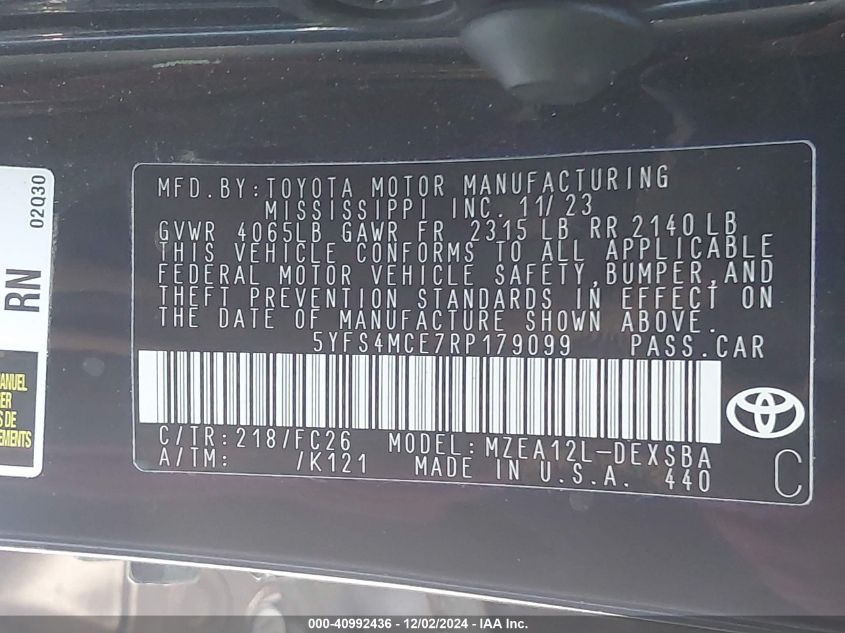 MFD. BY: TOYOTA MOTOR MANUFACTURING
MISSISSIPPI INC. 11/23
GVWR 4065LB GAWR FR 2315 LB RR 2140 LB
THIS VEHICLE CONFORMS TO ALL APPLICABLE
FEDERAL MOTOR VEHICLE SAFETY, BUMPER, AND
THEFT PREVENTION STANDARDS IN EFFECT ON
THE DATE OF MANUFACTURE SHOWN ABOVE.
5YFS4MCE7RP179099 PASS. CAR
C/TR: 218/FC26 MODEL: MZEA12L-DEXSBA
A/TM: /K121 MADE IN U.S.A. 440
C
02Q30
RN
S DE
EMENTS
000-40992436 - 12/02/2024 - IAA Inc.